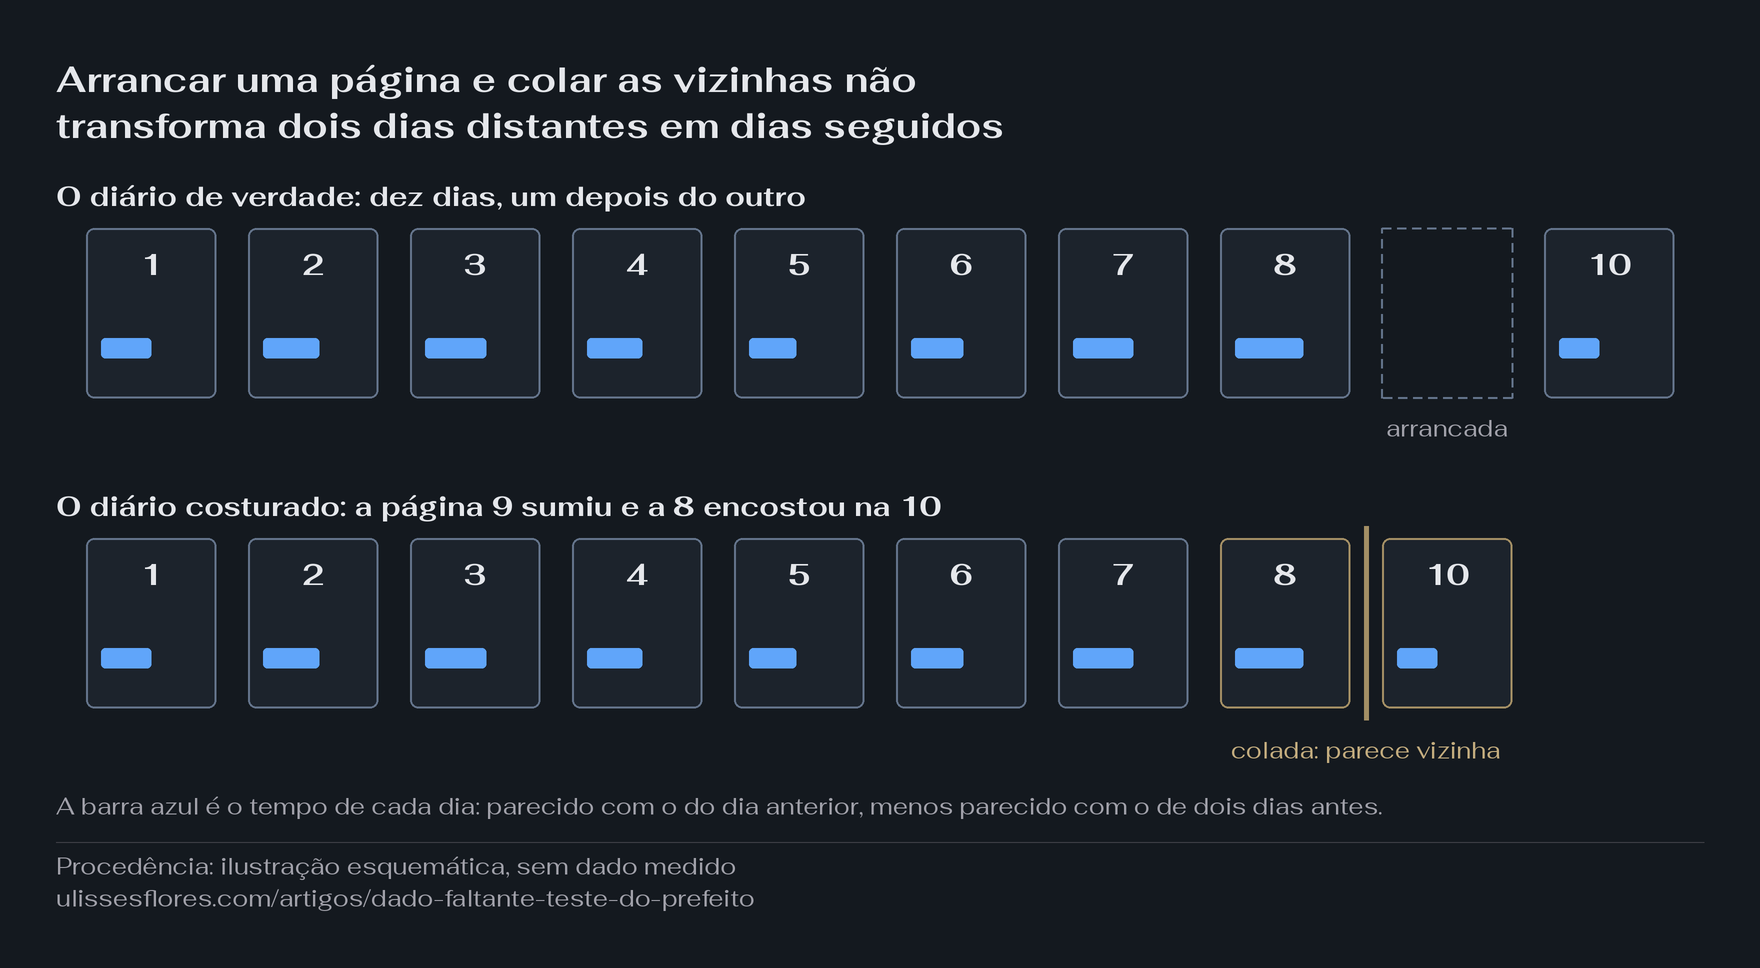 Arrancar uma página e colar as vizinhas não
transforma dois dias distantes em dias seguidos
O diário de verdade: dez dias, um depois do outro
1 2 3 4 5 6 7 8 10
arrancada
O diário costurado: a página 9 sumiu e a 8 encostou na 10
1 2 3 4 5 6 7 8 10
colada: parece vizinha
A barra azul é o tempo de cada dia: parecido com o do dia anterior, menos parecido com o de dois dias antes.
Procedência: ilustração esquemática, sem dado medido
ulissesflores.com/artigos/dado-faltante-teste-do-prefeito